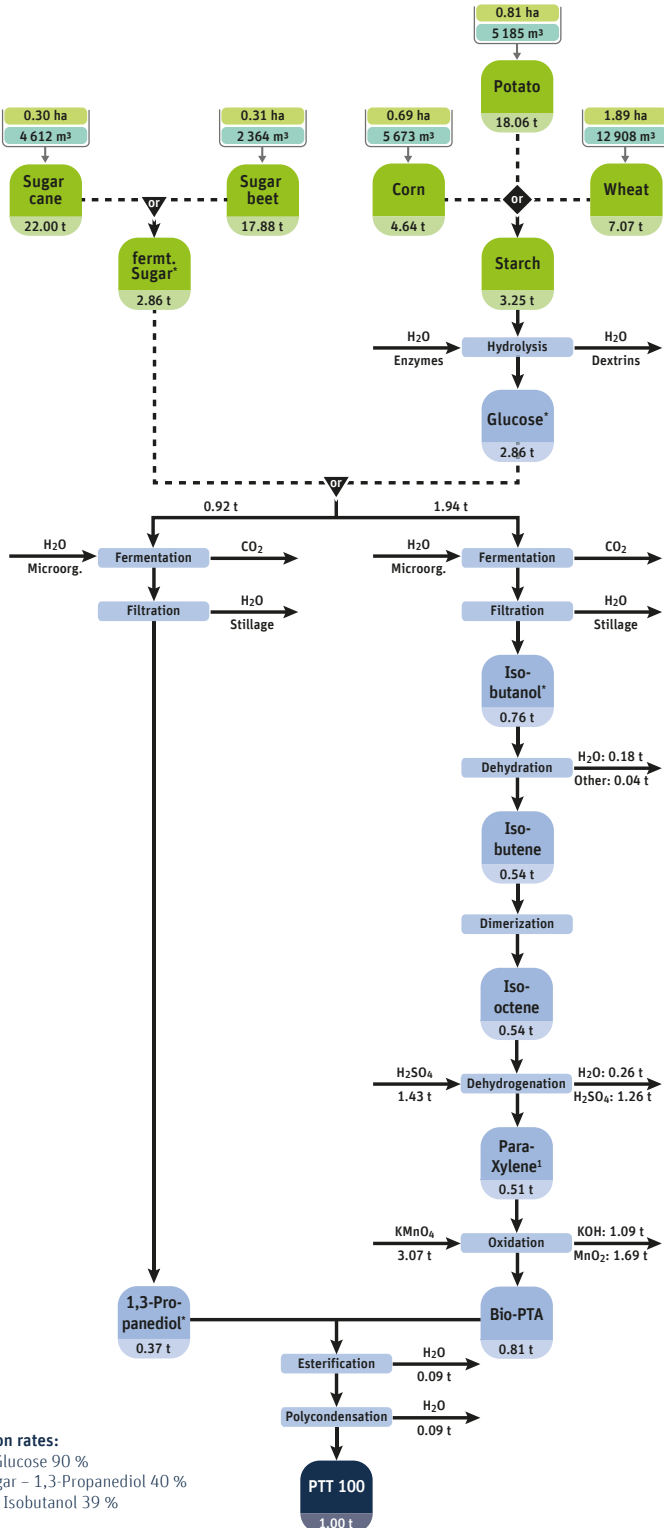 0.81 ha
5 185 m³
Potato
18.06 t
0.30 ha
4 612 m³
Sugar
cane
22.00 t
0.31 ha
2 364 m³
Sugar
beet
17.88 t
0.69 ha
5 673 m³
Corn
4.64 t
1.89 ha
12 908 m³
Wheat
7.07 t
or
or
fermt.
Sugar*
2.86 t
Starch
3.25 t
H₂O
Enzymes
Hydrolysis
H₂O
Dextrins
Glucose*
2.86 t
or
0.92 t
1.94 t
H₂O
Microorg.
Fermentation
CO₂
H₂O
Microorg.
Fermentation
CO₂
Filtration
H₂O
Stillage
Filtration
H₂O
Stillage
Iso-
butanol*
0.76 t
Dehydration
H₂O: 0.18 t
Other: 0.04 t
Iso-
butene
0.54 t
Dimerization
Iso-
octene
0.54 t
H₂SO₄
1.43 t
Dehydrogenation
H₂O: 0.26 t
H₂SO₄: 1.26 t
Para-
Xylene¹
0.51 t
KMnO₄
3.07 t
Oxidation
KOH: 1.09 t
MnO₂: 1.69 t
1,3-Pro-
panediol*
0.37 t
Bio-PTA
0.81 t
Esterification
H₂O
0.09 t
Polycondensation
H₂O
0.09 t
PTT 100
1.00 t
on rates:
Glucose 90 %
gar – 1,3-Propanediol 40 %
Isobutanol 39 %